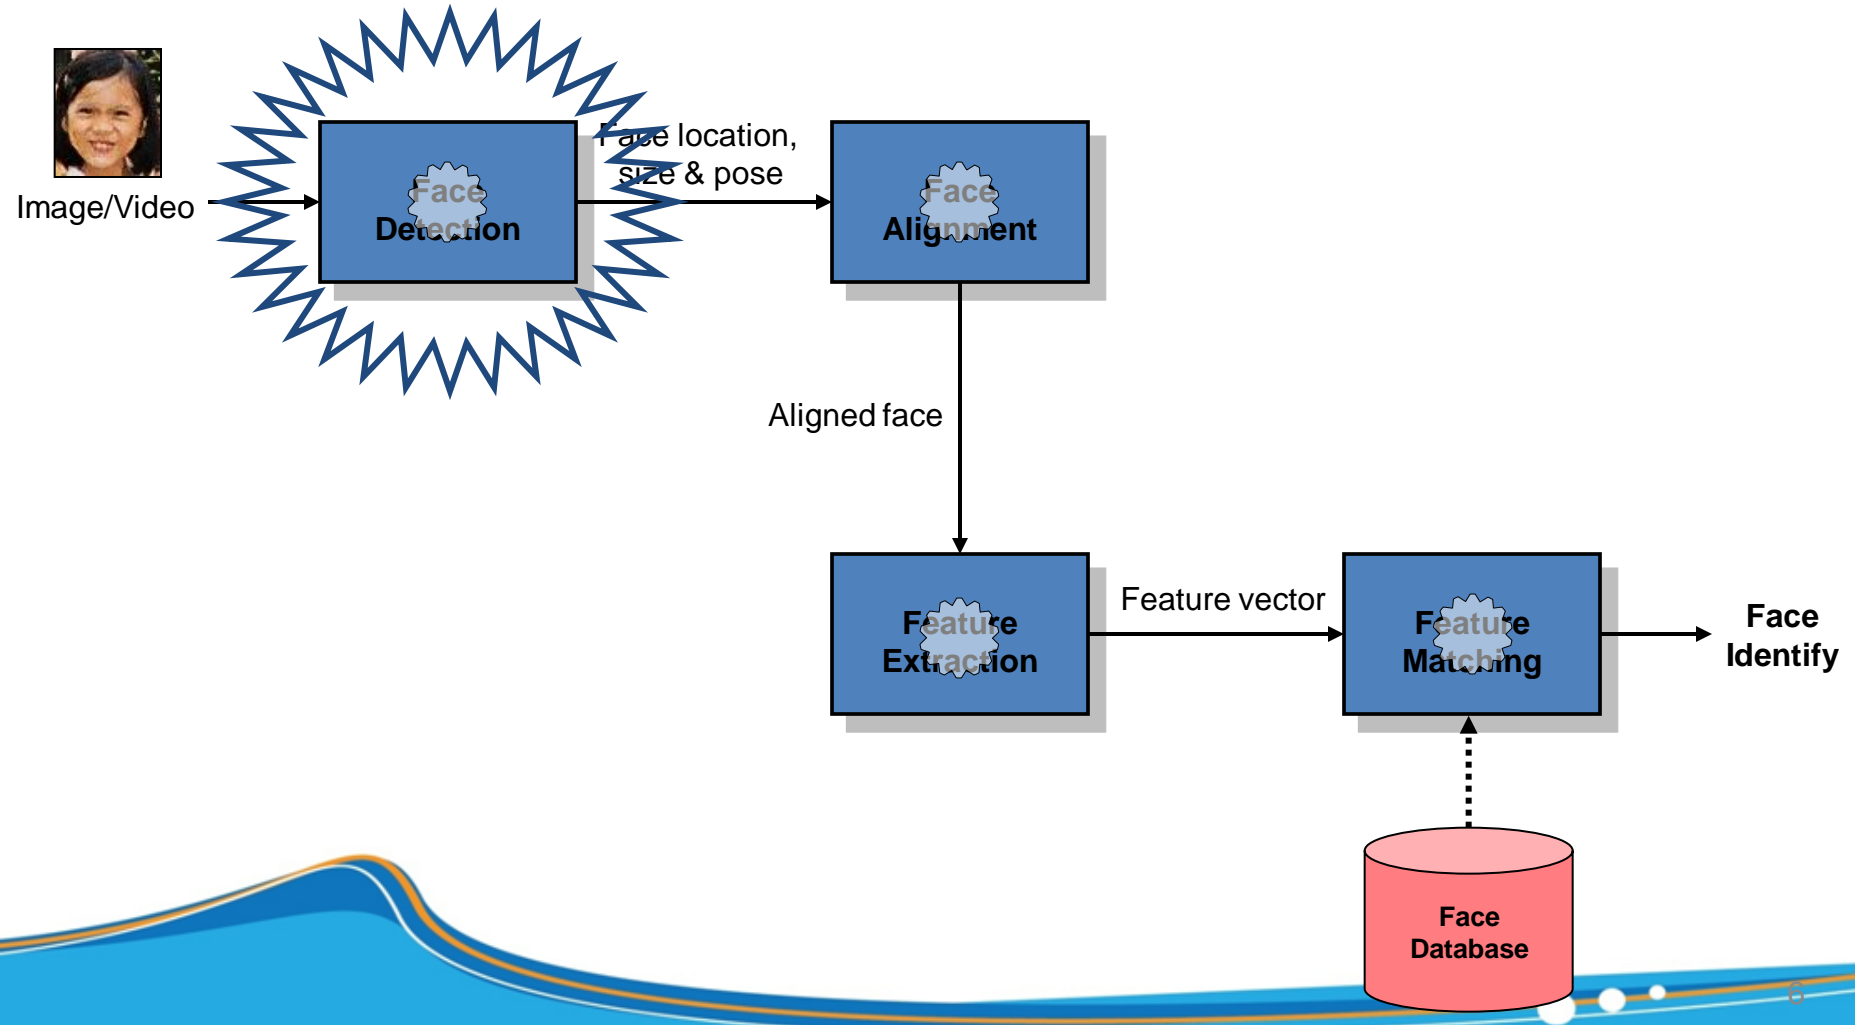 Image/Video
Face
Detection
Face location,
size & pose
Face
Alignment
Aligned face
Feature
Extraction
Feature vector
Feature
Matching
Face
Identify
Face
Database
6